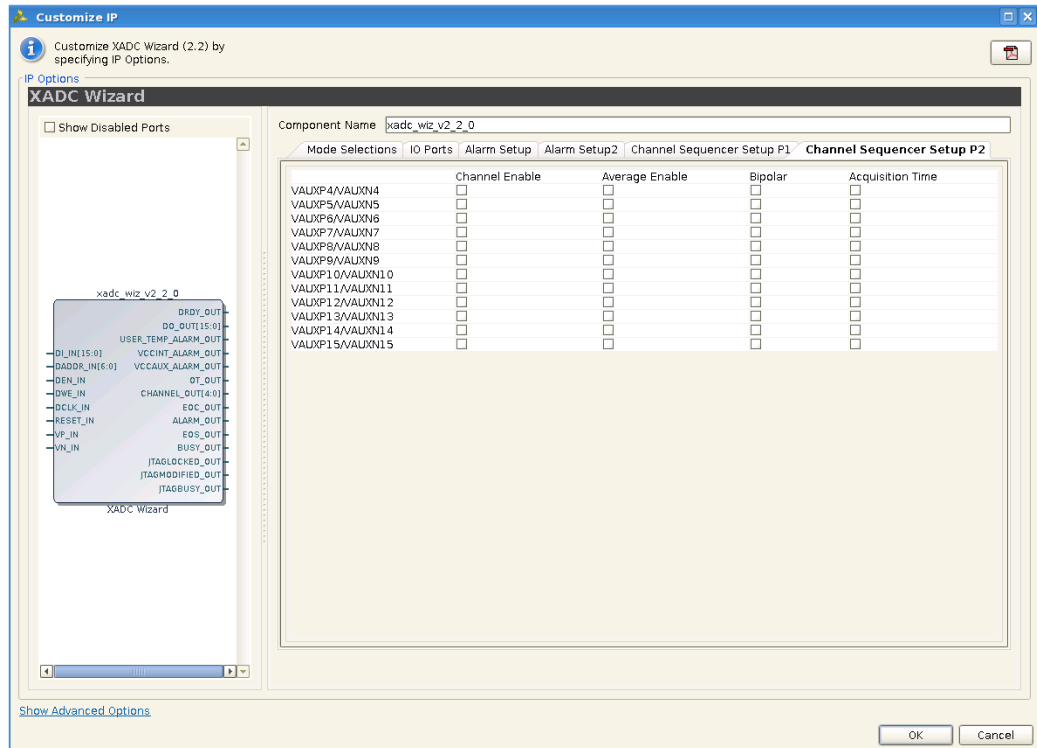 Customize IP
Customize XADC Wizard (2.2) by
specifying IP Options.
IP Options
XADC Wizard
Show Disabled Ports
Component Name xadc_wiz_v2_2_0
Mode Selections IO Ports Alarm Setup Alarm Setup2 Channel Sequencer Setup P1 Channel Sequencer Setup P2
Channel Enable Average Enable Bipolar Acquisition Time
VAUXP4/VAUXN4
VAUXP5/VAUXN5
VAUXP6/VAUXN6
VAUXP7/VAUXN7
VAUXP8/VAUXN8
VAUXP9/VAUXN9
VAUXP10/VAUXN10
VAUXP11/VAUXN11
VAUXP12/VAUXN12
VAUXP13/VAUXN13
VAUXP14/VAUXN14
VAUXP15/VAUXN15
xadc_wiz_v2_2_0
DRDY_OUT
DO_OUT[15:0]
USER_TEMP_ALARM_OUT
DI_IN[15:0] VCCINT_ALARM_OUT
DADDR_IN[6:0] VCCAUX_ALARM_OUT
DEN_IN OT_OUT
DWE_IN CHANNEL_OUT[4:0]
DCLK_IN EOC_OUT
RESET_IN ALARM_OUT
VP_IN EOS_OUT
VN_IN BUSY_OUT
JTAGLOCKED_OUT
JTAGMODIFIED_OUT
JTAGBUSY_OUT
XADC Wizard
Show Advanced Options
OK Cancel